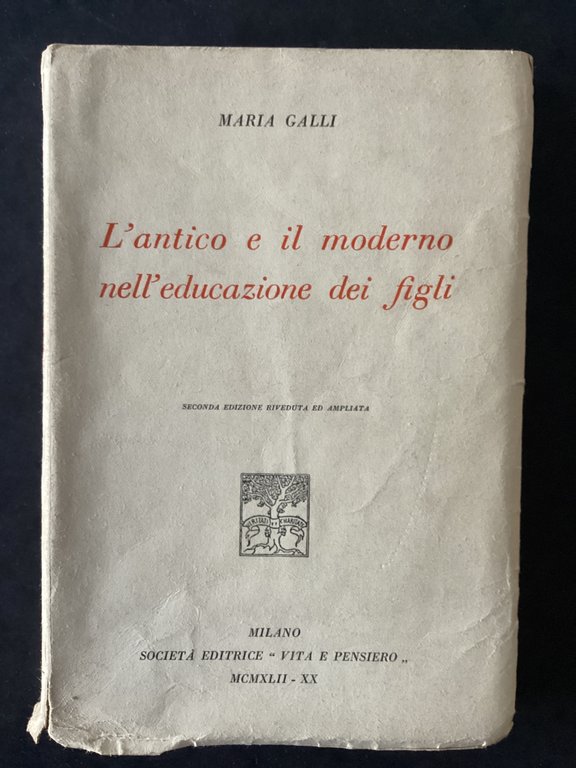 MARIA GALLI
L'antico e il moderno
nell'educazione dei figli
SECONDA EDIZIONE RIVEDUTA ED AMPLIATA
MILANO
SOCIETÀ EDITRICE “ VITA E PENSIERO „
MCMXLII - XX